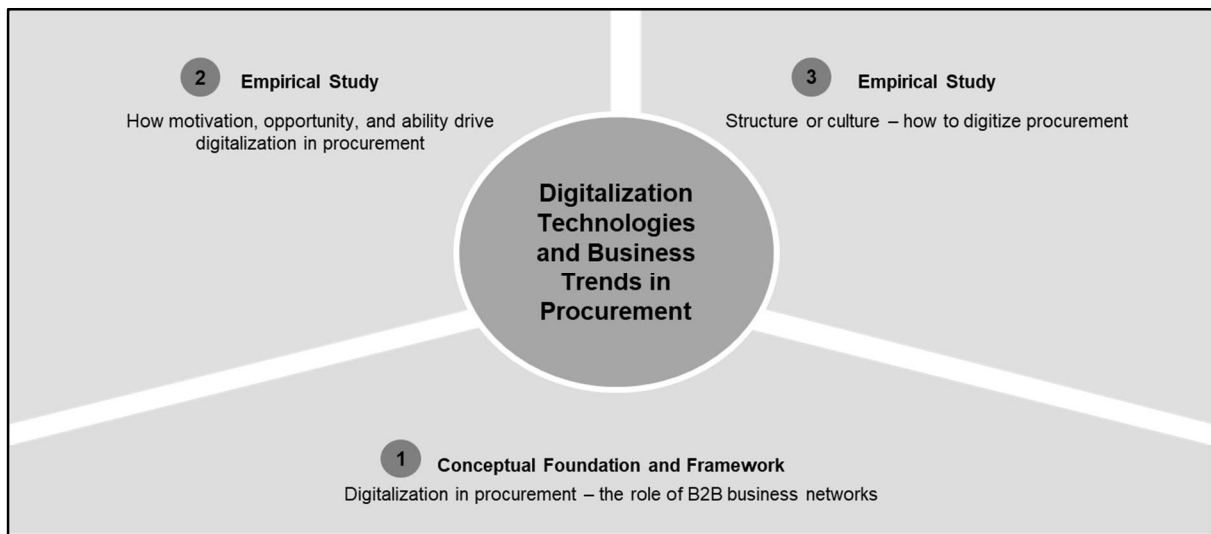 2 Empirical Study
How motivation, opportunity, and ability drive
digitalization in procurement
3 Empirical Study
Structure or culture – how to digitize procurement
Digitalization
Technologies
and Business
Trends in
Procurement
1 Conceptual Foundation and Framework
Digitalization in procurement – the role of B2B business networks